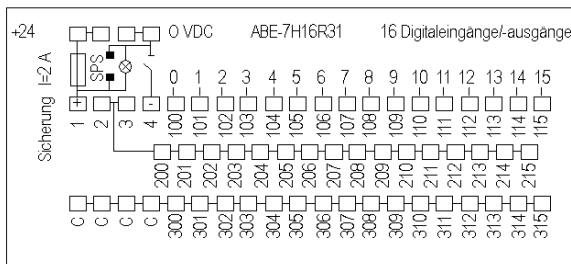 +24 0 VDC ABE-7H16R31 16 Digitaleingänge/-ausgänge
Sicherung I=2 A
SPS
0 1 2 3 4 5 6 7 8 9 10 11 12 13 14 15
+ -
1 2 3 4 100 101 102 103 104 105 106 107 108 109 110 111 112 113 114 115
200 201 202 203 204 205 206 207 208 209 210 211 212 213 214 215
C C C C 300 301 302 303 304 305 306 307 308 309 310 311 312 313 314 315